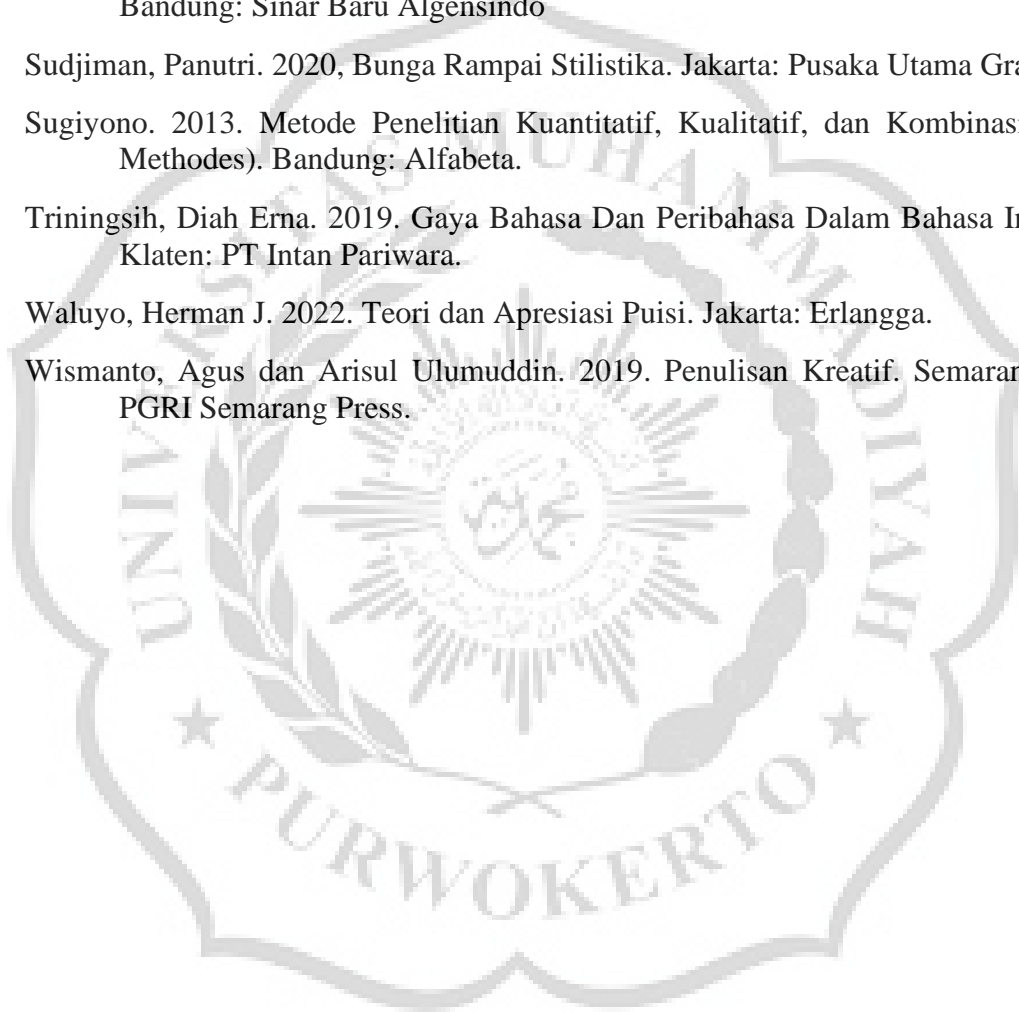 Bandung: Sinar Baru Algensindo
Sudjiman, Panutri. 2020, Bunga Rampai Stilistika. Jakarta: Pusaka Utama Gra
Sugiyono. 2013. Metode Penelitian Kuantitatif, Kualitatif, dan Kombinas
Methodes). Bandung: Alfabeta.
Triningsih, Diah Erna. 2019. Gaya Bahasa Dan Peribahasa Dalam Bahasa In
Klaten: PT Intan Pariwara.
Waluyo, Herman J. 2022. Teori dan Apresiasi Puisi. Jakarta: Erlangga.
Wismanto, Agus dan Arisul Ulumuddin. 2019. Penulisan Kreatif. Semaran
PGRI Semarang Press.
UNIVERSITAS MUHAMMADIYAH
PURWOKERTO